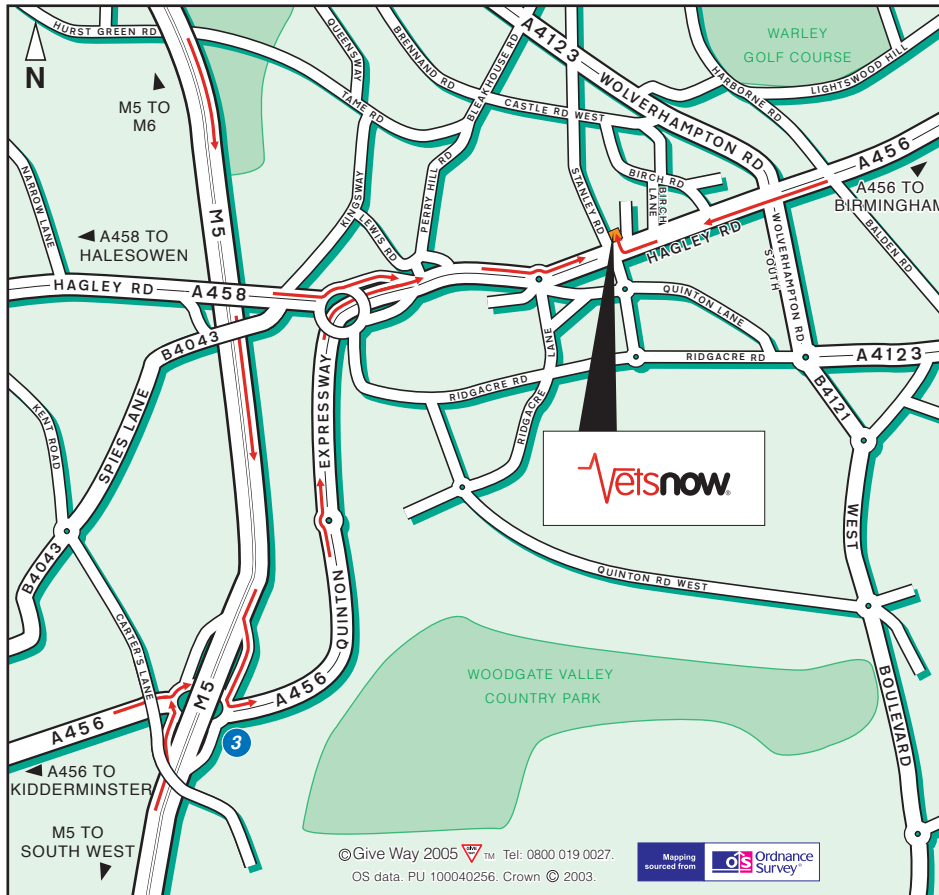 HURST GREEN RD
N
M5 TO
M6
QUEENSWAY
BRENNAND RD
BLEAKHOUSE RD
A4123
WOLVERHAMPTON RD
WARLEY
GOLF COURSE
HARBORNE RD
LIGHTSWOOD HILL
TAME RD
CASTLE RD WEST
A456
A456 TO
BIRMINGHAM
NARROW LANE
M5
KINGSWAY
LEWIS RD
PERRY HILL RD
STANLEY RD
BIRCH RD
BIRCH
LANE
HAGLEY RD
WOLVERHAMPTON RD
SOUTH
BALDEN RD
A458 TO
HALESOWEN
HAGLEY RD
A458
B4043
QUINTON LANE
RIDGACRE RD
A4123
B4121
KENT ROAD
SPIES LANE
EXPRESSWAY
RIDGACRE RD
RIDGACRE
LANE
Vetsnow®
B4043
QUINTON
WEST
QUINTON RD WEST
CARTER'S LANE
M5
A456
WOODGATE VALLEY
COUNTRY PARK
BOULEVARD
A456
3
A456 TO
KIDDERMINSTER
M5 TO
SOUTH WEST
©Give Way 2005 GIVE WAY TM Tel: 0800 019 0027.
OS data. PU 100040256. Crown © 2003.
Mapping
sourced from
OS Ordnance
Survey®